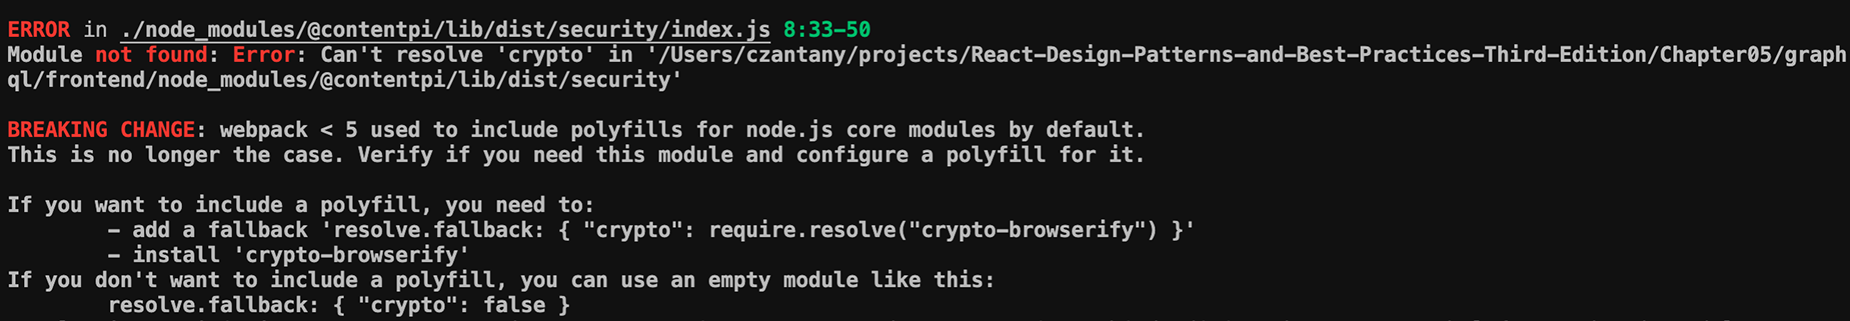 ERROR in ./node_modules/@contentpi/lib/dist/security/index.js 8:33-50
Module not found: Error: Can't resolve 'crypto' in '/Users/czantany/projects/React-Design-Patterns-and-Best-Practices-Third-Edition/Chapter05/graph
ql/frontend/node_modules/@contentpi/lib/dist/security'
BREAKING CHANGE: webpack < 5 used to include polyfills for node.js core modules by default.
This is no longer the case. Verify if you need this module and configure a polyfill for it.
If you want to include a polyfill, you need to:
- add a fallback 'resolve.fallback: { "crypto": require.resolve("crypto-browserify") }'
- install 'crypto-browserify'
If you don't want to include a polyfill, you can use an empty module like this:
resolve.fallback: { "crypto": false }